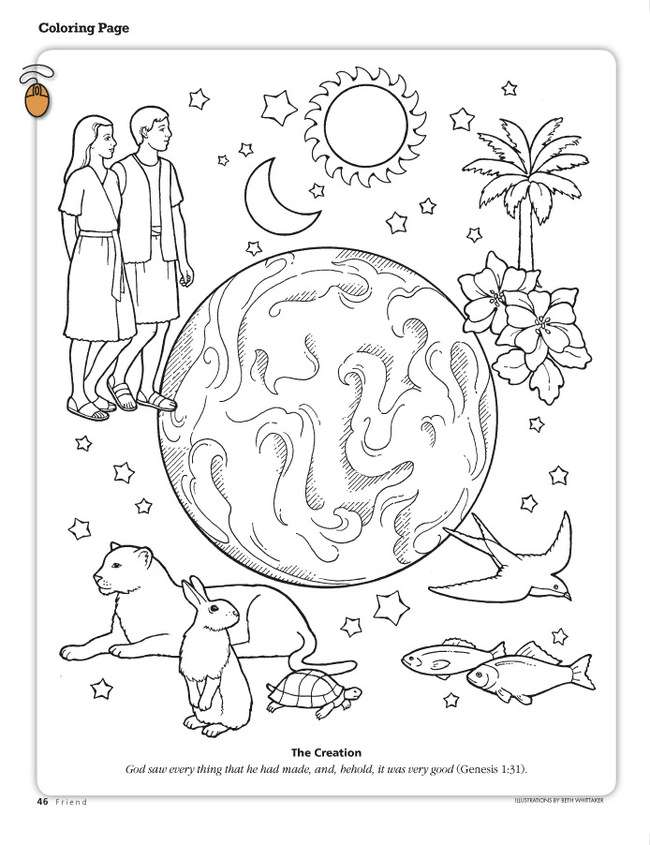 Coloring Page
The Creation
God saw every thing that he had made, and, behold, it was very good (Genesis 1:31).
46 Friend
ILLUSTRATIONS BY BETH WHITTAKER